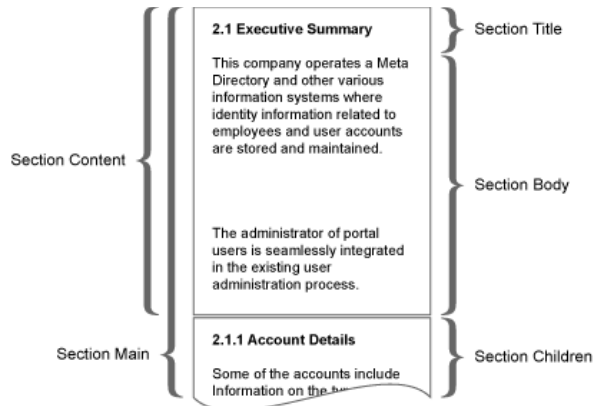 2.1 Executive Summary
Section Title
This company operates a Meta
Directory and other various
information systems where
identity information related to
employees and user accounts
are stored and maintained.
Section Content
Section Body
The administrator of portal
users is seamlessly integrated
in the existing user
administration process.
2.1.1 Account Details
Section Main
Section Children
Some of the accounts include
Information on the